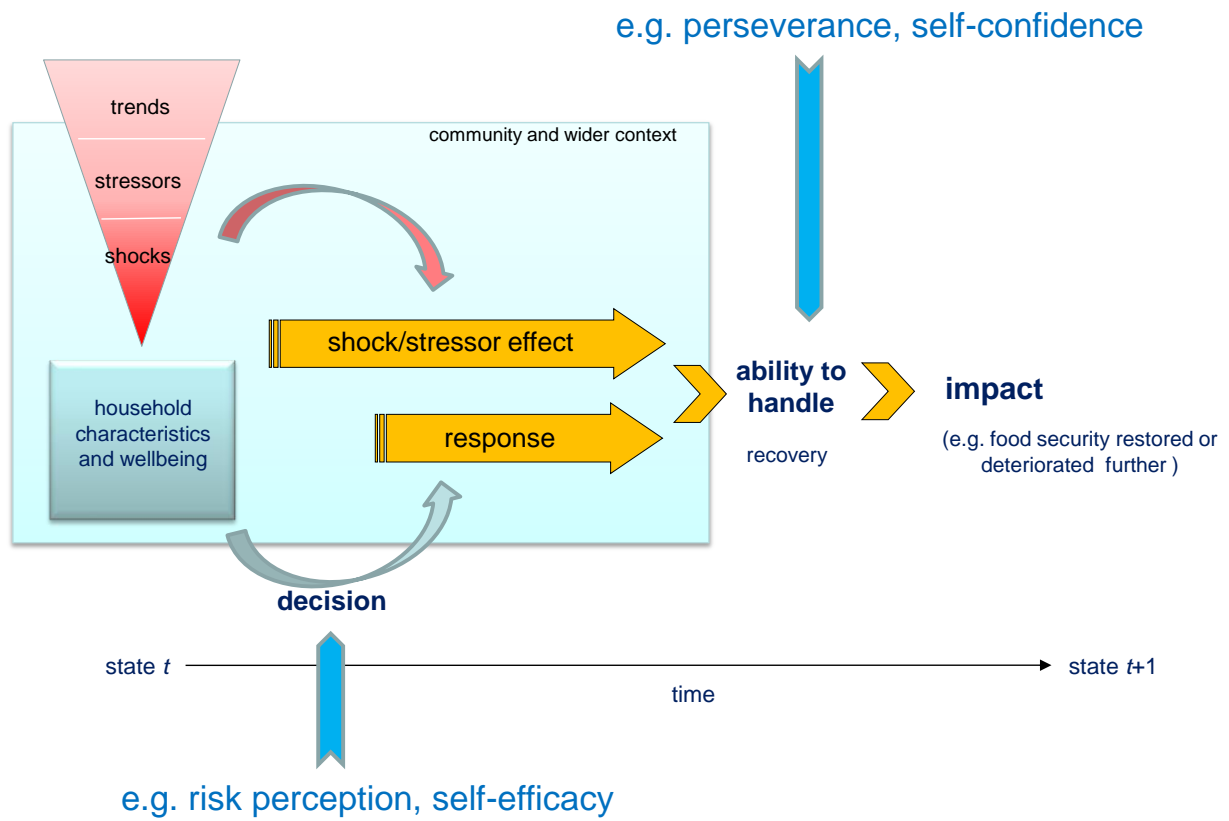 e.g. perseverance, self-confidence
trends
community and wider context
stressors
shocks
shock/stressor effect
ability to
handle
impact
household
characteristics
and wellbeing
response
recovery
(e.g. food security restored or
deteriorated further )
decision
state t
state t+1
time
e.g. risk perception, self-efficacy